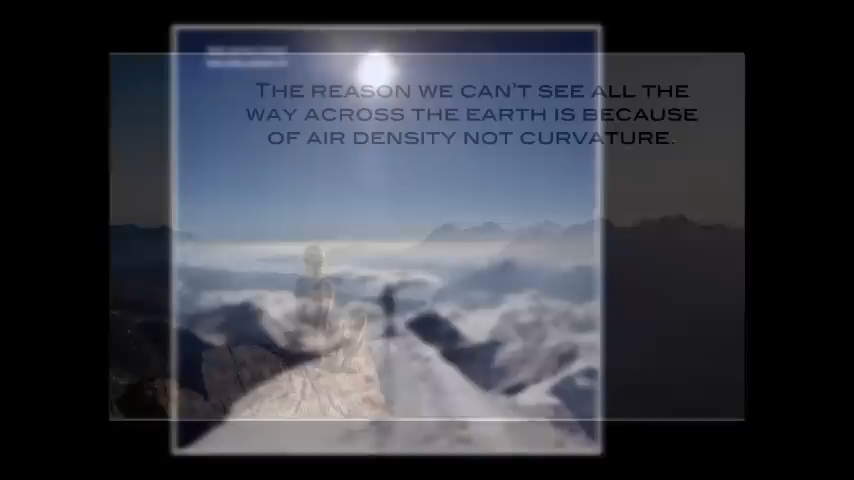 THE REASON WE CAN'T SEE ALL THE
WAY ACROSS THE EARTH IS BECAUSE
OF AIR DENSITY NOT CURVATURE.